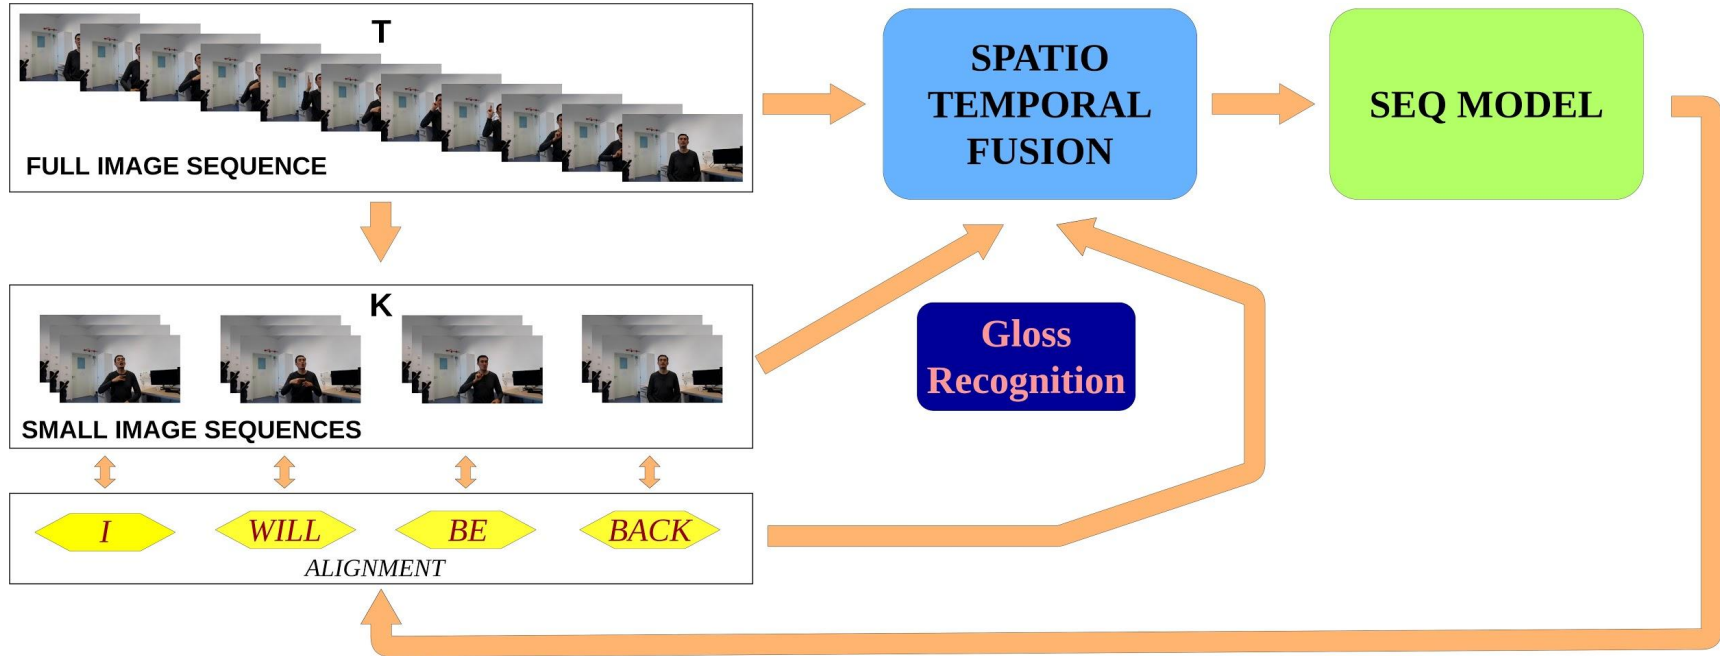 T
FULL IMAGE SEQUENCE
SPATIO
TEMPORAL
FUSION
SEQ MODEL
K
SMALL IMAGE SEQUENCES
Gloss
Recognition
I WILL BE BACK
ALIGNMENT